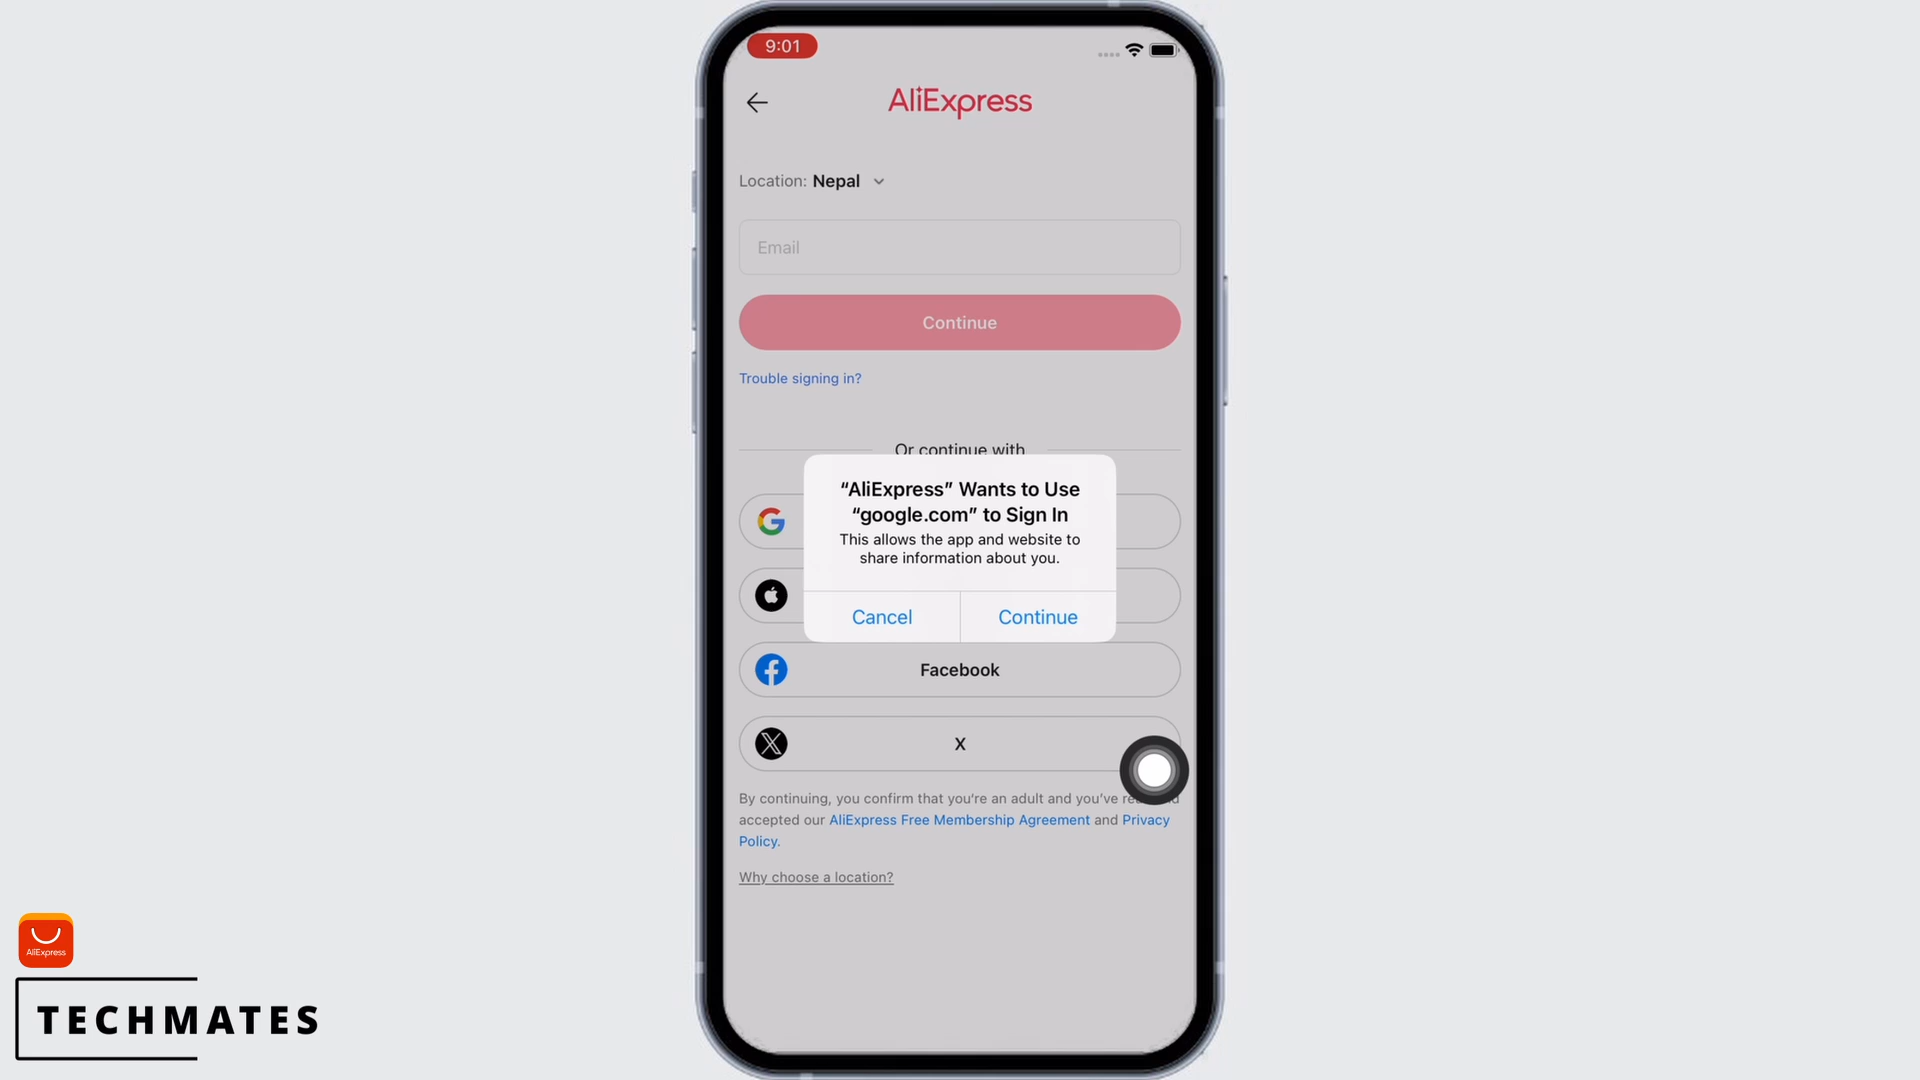 9:01
AliExpress
Location: Nepal
Email
Continue
Trouble signing in?
Or continue with
“AliExpress” Wants to Use
“google.com” to Sign In
This allows the app and website to
share information about you.
Cancel Continue
Facebook
X
By continuing, you confirm that you're an adult and you've
accepted our AliExpress Free Membership Agreement and Privacy
Policy.
Why choose a location?
AliExpress
TECHMATES